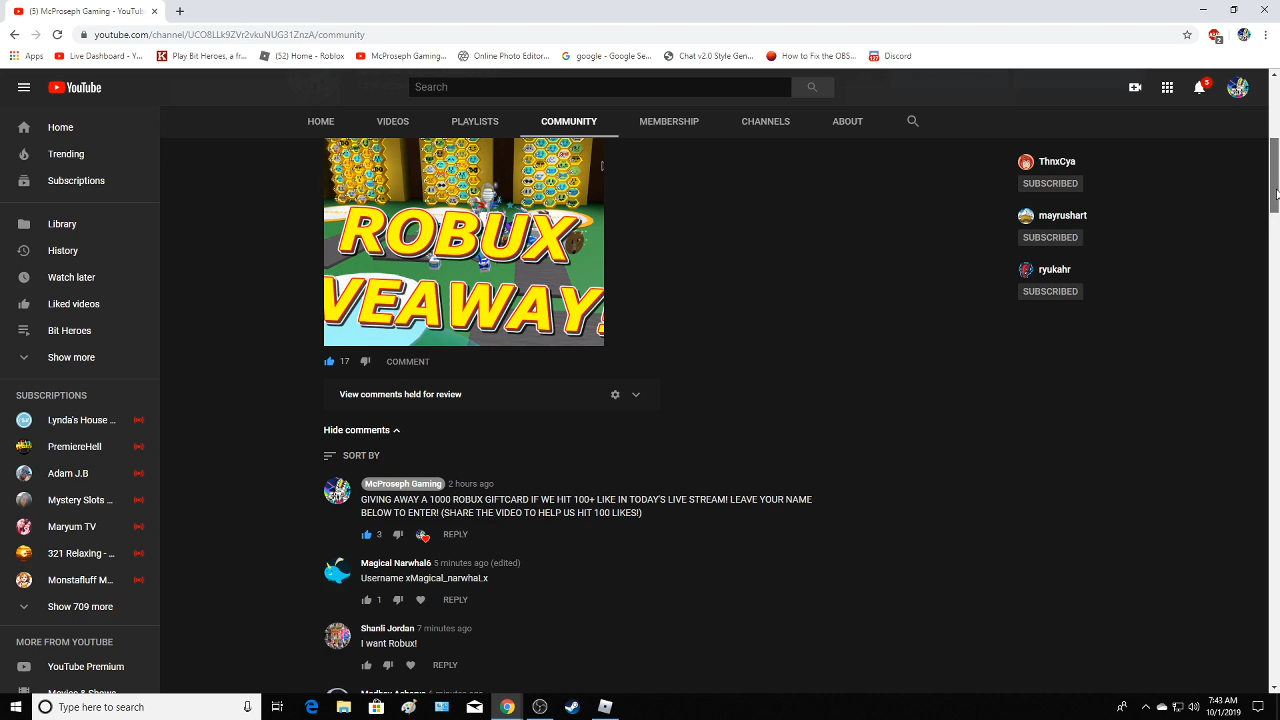 (5) McProseph Gaming - YouTub
youtube.com/channel/UCO8LLk9ZVr2vkuNUG31ZnzA/community
Apps
Live Dashboard - Y...
Play Bit Heroes, a fr...
(52) Home - Roblox
McProseph Gaming...
Online Photo Editor...
google - Google Se...
Chat v2.0 Style Gen...
How to Fix the OBS...
Discord
YouTube
Search
5
HOME
VIDEOS
PLAYLISTS
COMMUNITY
MEMBERSHIP
CHANNELS
ABOUT
Home
Trending
Subscriptions
Library
History
Watch later
Liked videos
Bit Heroes
Show more
SUBSCRIPTIONS
Lynda's House ...
PremiereHell
Adam J.B
Mystery Slots ...
Maryum TV
321 Relaxing - ...
Monstafluff M...
Show 709 more
MORE FROM YOUTUBE
YouTube Premium
Movies & Shows
ROBUX
IVEAWAY!
17
COMMENT
View comments held for review
Hide comments
SORT BY
McProseph Gaming 2 hours ago
GIVING AWAY A 1000 ROBUX GIFTCARD IF WE HIT 100+ LIKE IN TODAY'S LIVE STREAM! LEAVE YOUR NAME
BELOW TO ENTER! (SHARE THE VIDEO TO HELP US HIT 100 LIKES!)
3
REPLY
Magical Narwhal6 5 minutes ago (edited)
Username xMagical_narwhaLx
1
REPLY
Shanli Jordan 7 minutes ago
I want Robux!
REPLY
ThnxCya
SUBSCRIBED
mayrushart
SUBSCRIBED
ryukahr
SUBSCRIBED
Type here to search
7:43 AM
10/1/2019